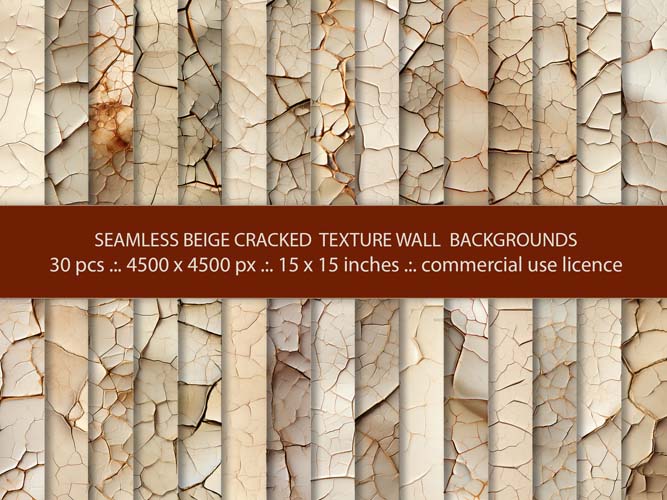 SEAMLESS BEIGE CRACKED TEXTURE WALL BACKGROUNDS
30 pcs .:. 4500 x 4500 px .:. 15 x 15 inches .:. commercial use licence